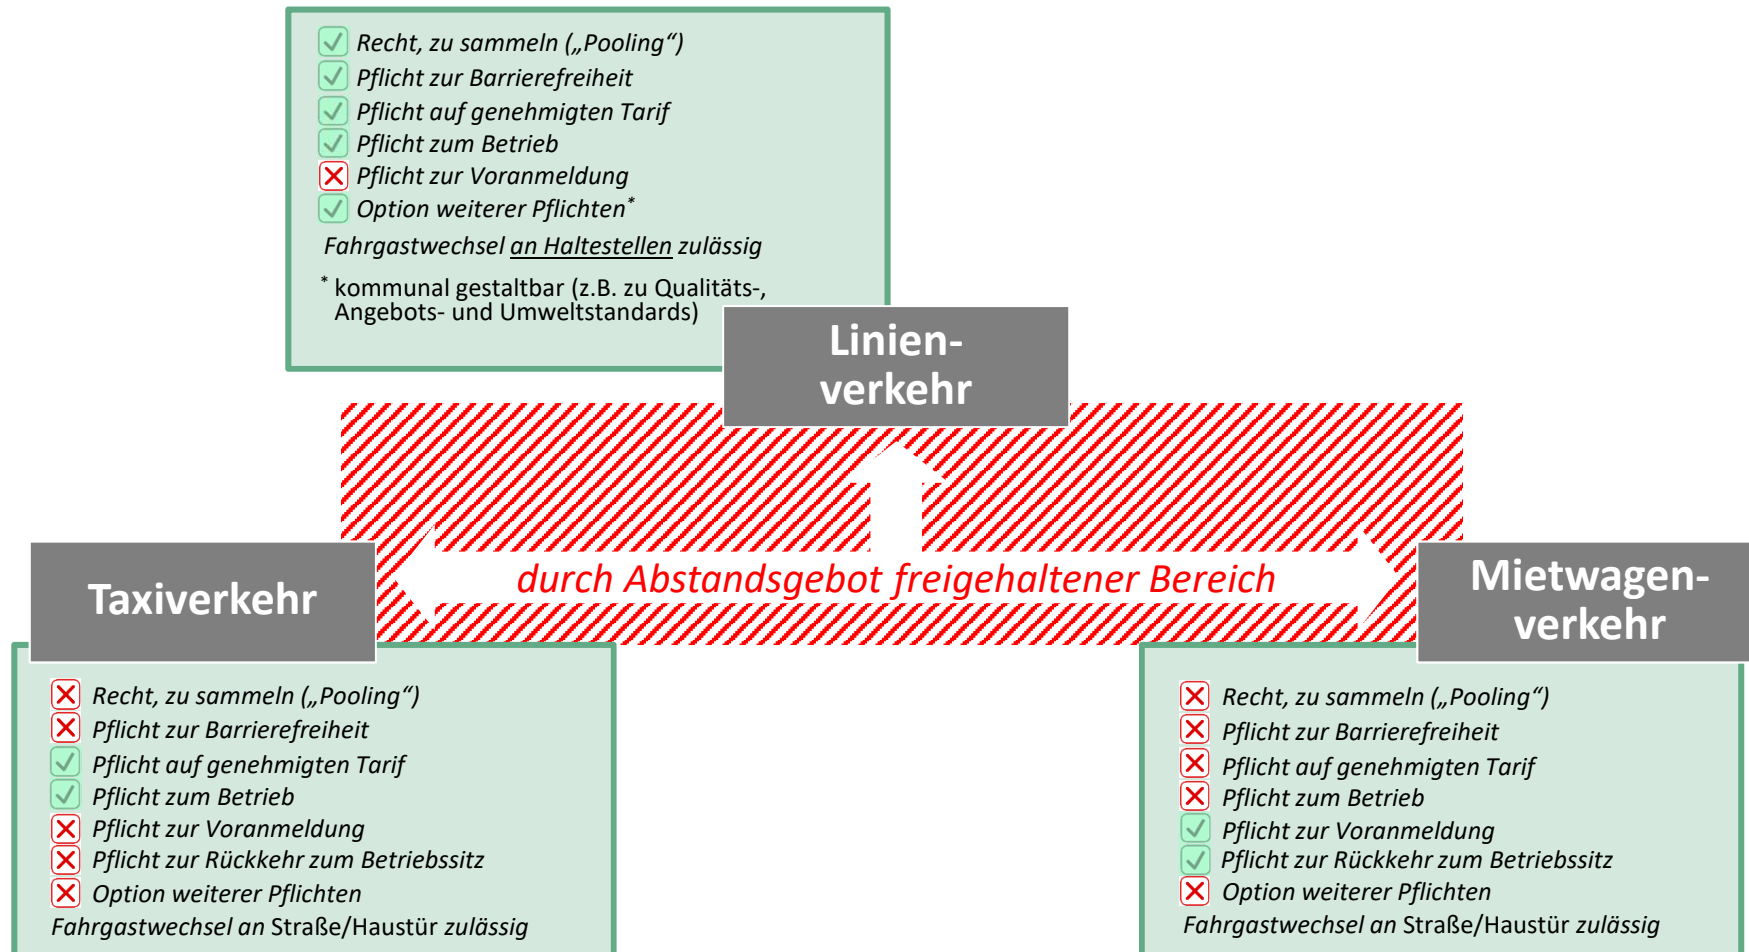 Recht, zu sammeln („Pooling“)
Pflicht zur Barrierefreiheit
Pflicht auf genehmigten Tarif
Pflicht zum Betrieb
Pflicht zur Voranmeldung
Option weiterer Pflichten*
Fahrgastwechsel an Haltestellen zulässig
* kommunal gestaltbar (z.B. zu Qualitäts-,
Angebots- und Umweltstandards)
Linien-
verkehr
durch Abstandsgebot freigehaltener Bereich
Taxiverkehr
Recht, zu sammeln („Pooling“)
Pflicht zur Barrierefreiheit
Pflicht auf genehmigten Tarif
Pflicht zum Betrieb
Pflicht zur Voranmeldung
Pflicht zur Rückkehr zum Betriebssitz
Option weiterer Pflichten
Fahrgastwechsel an Straße/Haustür zulässig
Mietwagen-
verkehr
Recht, zu sammeln („Pooling“)
Pflicht zur Barrierefreiheit
Pflicht auf genehmigten Tarif
Pflicht zum Betrieb
Pflicht zur Voranmeldung
Pflicht zur Rückkehr zum Betriebssitz
Option weiterer Pflichten
Fahrgastwechsel an Straße/Haustür zulässig